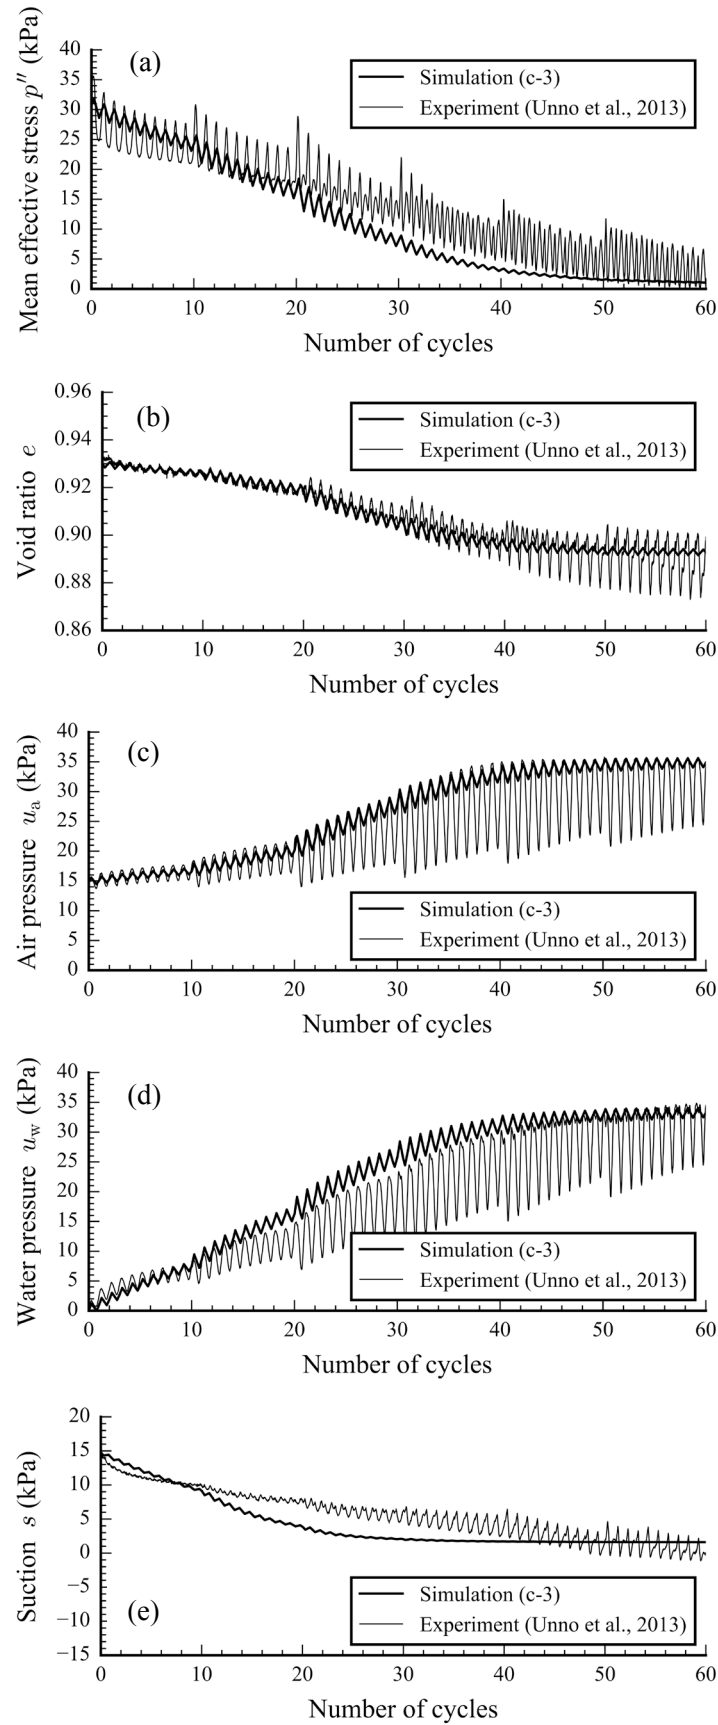 Mean effective stress p″ (kPa)
40
35
30
25
20
15
10
5
0
(a)
Simulation (c-3)
Experiment (Unno et al., 2013)
0 10 20 30 40 50 60
Number of cycles
Void ratio e
0.96
0.94
0.92
0.90
0.88
0.86
(b)
Simulation (c-3)
Experiment (Unno et al., 2013)
0 10 20 30 40 50 60
Number of cycles
Air pressure ua (kPa)
40
35
30
25
20
15
10
5
0
(c)
Simulation (c-3)
Experiment (Unno et al., 2013)
0 10 20 30 40 50 60
Number of cycles
Water pressure uw (kPa)
40
35
30
25
20
15
10
5
0
(d)
Simulation (c-3)
Experiment (Unno et al., 2013)
0 10 20 30 40 50 60
Number of cycles
Suction s (kPa)
20
15
10
5
0
−5
−10
−15
(e)
Simulation (c-3)
Experiment (Unno et al., 2013)
0 10 20 30 40 50 60
Number of cycles